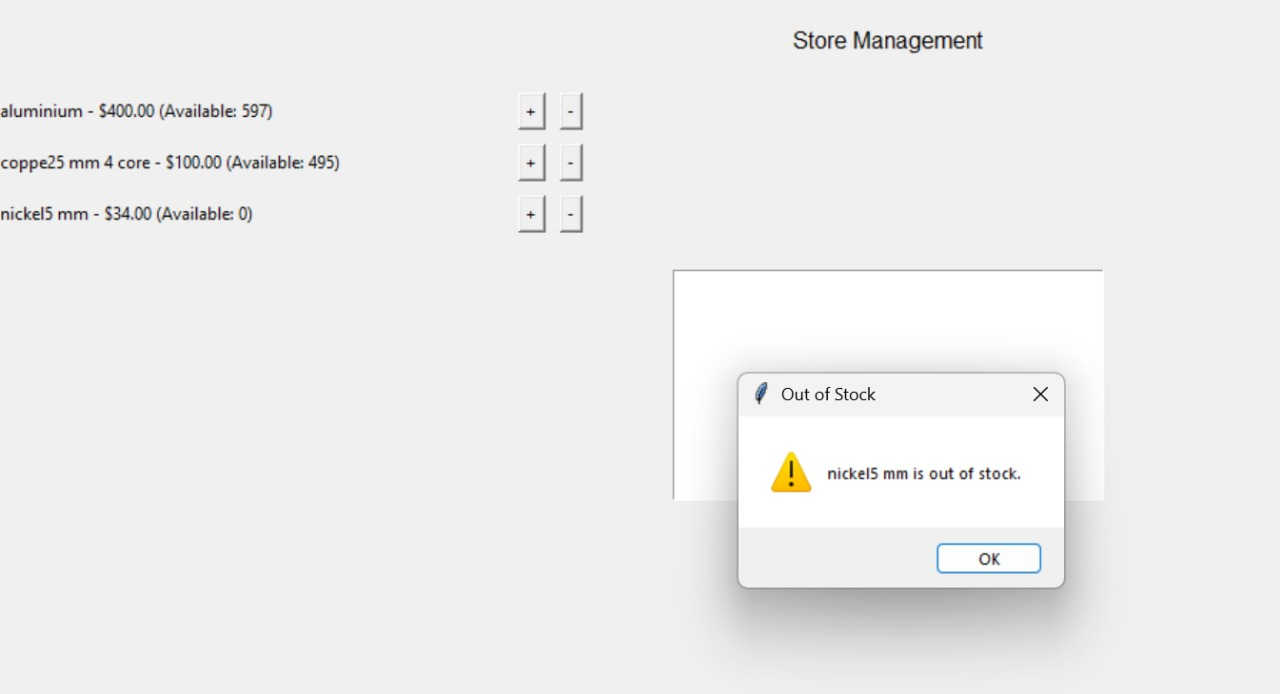 Store Management
aluminium - $400.00 (Available: 597)
+ -
coppe25 mm 4 core - $100.00 (Available: 495)
+ -
nickel5 mm - $34.00 (Available: 0)
+ -
Out of Stock
nickel5 mm is out of stock.
OK